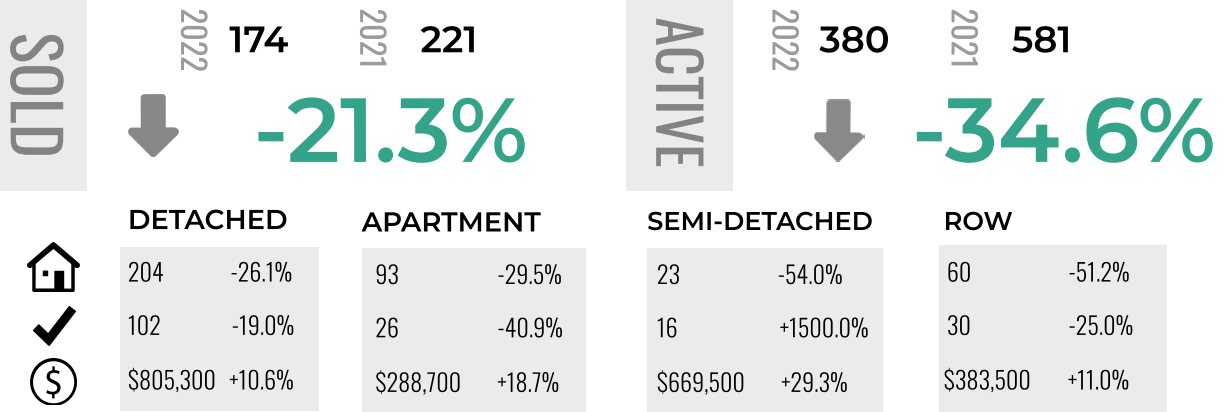 SOLD
2022 174 2021 221
-21.3%
ACTIVE
2022 380 2021 581
-34.6%
DETACHED APARTMENT SEMI-DETACHED ROW
204 -26.1% 93 -29.5% 23 -54.0% 60 -51.2%
102 -19.0% 26 -40.9% 16 +1500.0% 30 -25.0%
$ $805,300 +10.6% $288,700 +18.7% $669,500 +29.3% $383,500 +11.0%